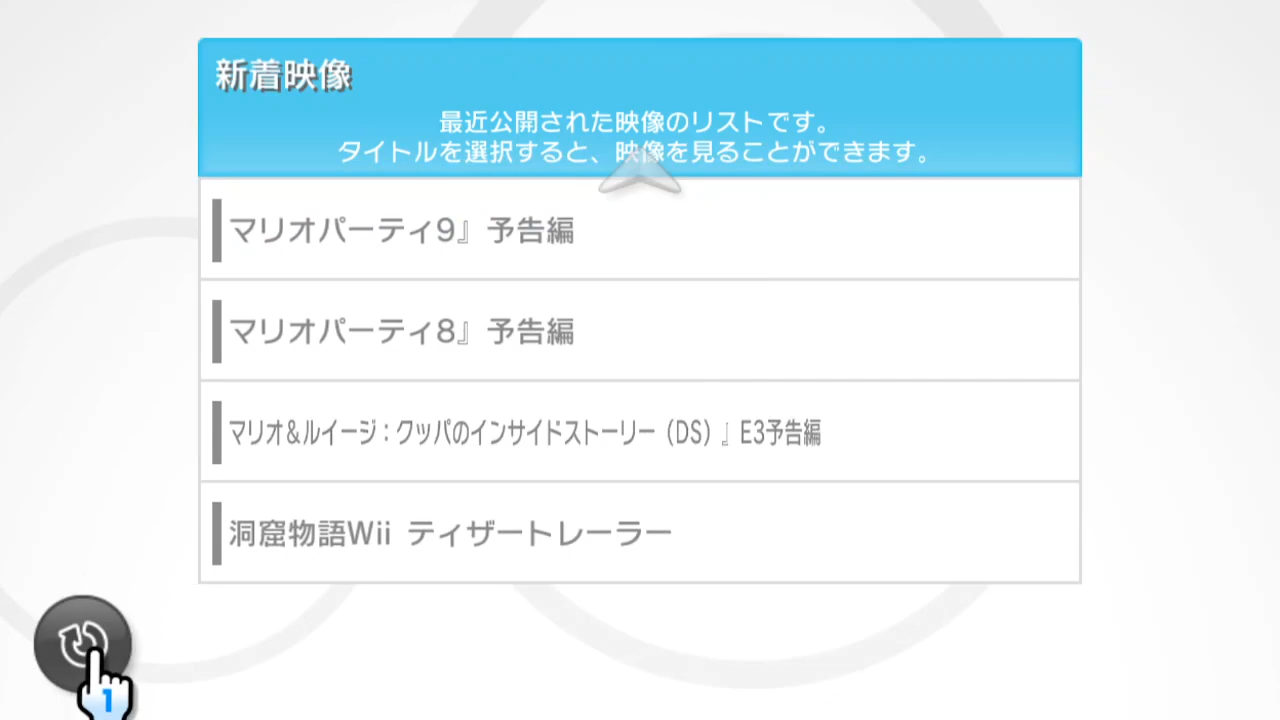 新着映像
最近公開された映像のリストです。
タイトルを選択すると、映像を見ることができます。
マリオパーティ9』予告編
マリオパーティ8』予告編
マリオ&ルイージ：クッパのインサイドストーリー（DS）』E3予告編
洞窟物語Wii ティザートレーラー
1